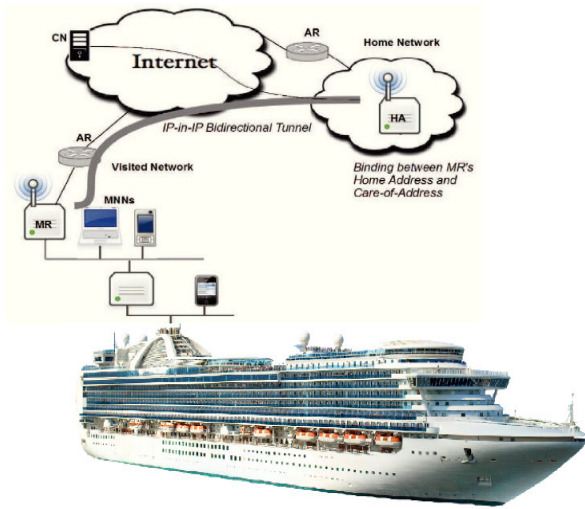 CN
AR
Home Network
Internet
HA
IP-in-IP Bidirectional Tunnel
AR
Visited Network
Binding between MR's
Home Address and
Care-of-Address
MNNs
MR